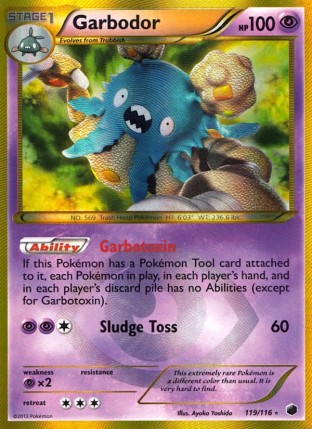 STAGE1 Garbodor HP100
Evolves from Trubbish
NO. 569 Trash Heap Pokémon HT: 6'03" WT: 236.6 lbs.
Ability Garbotoxin
If this Pokémon has a Pokémon Tool card attached
to it, each Pokémon in play, in each player's hand, and
in each player's discard pile has no Abilities (except
for Garbotoxin).
Sludge Toss 60
weakness resistance
×2
retreat
This extremely rare Pokémon is
a different color than usual. It is
very hard to find!
©2013 Pokémon
Illus. Ayaka Yoshida
119/116